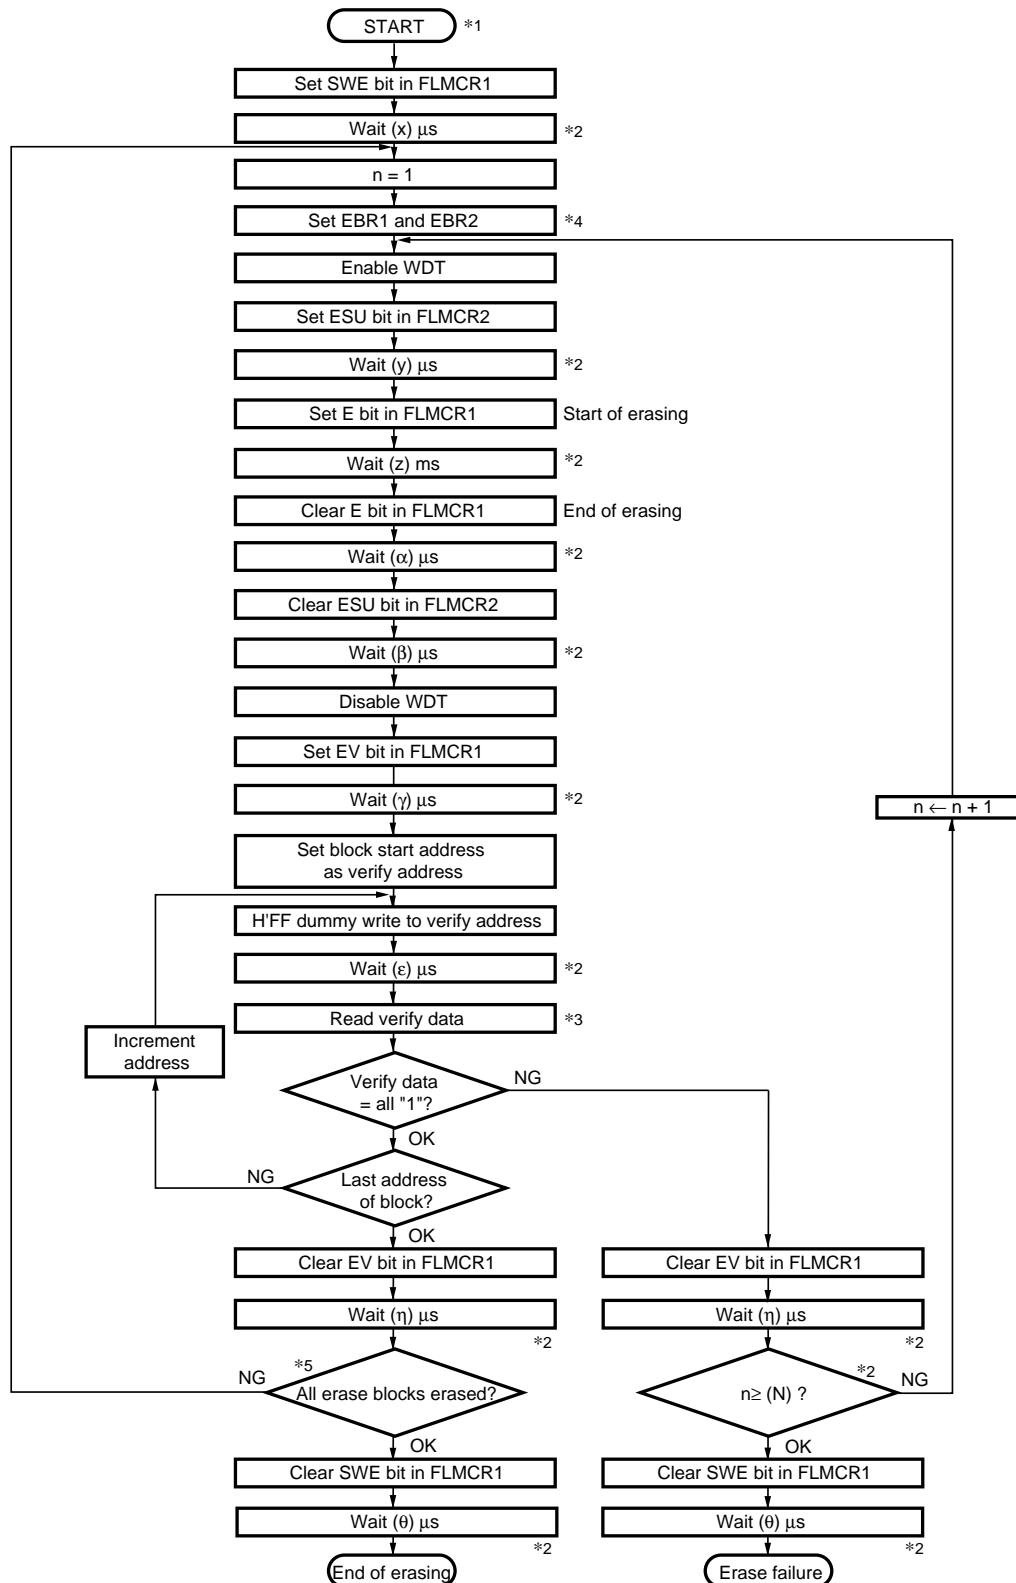 START *1
Set SWE bit in FLMCR1
Wait (x) μs *2
n = 1
Set EBR1 and EBR2 *4
Enable WDT
Set ESU bit in FLMCR2
Wait (y) μs *2
Set E bit in FLMCR1 Start of erasing
Wait (z) ms *2
Clear E bit in FLMCR1 End of erasing
Wait (α) μs *2
Clear ESU bit in FLMCR2
Wait (β) μs *2
Disable WDT
Set EV bit in FLMCR1
Wait (γ) μs *2
n ← n + 1
Set block start address
as verify address
H'FF dummy write to verify address
Wait (ε) μs *2
Read verify data *3
Increment
address
Verify data
= all "1"?
NG
OK
NG
Last address
of block?
OK
Clear EV bit in FLMCR1
Wait (η) μs
*2
NG
*5
All erase blocks erased?
OK
Clear SWE bit in FLMCR1
Wait (θ) μs
*2
End of erasing
Clear EV bit in FLMCR1
Wait (η) μs
*2
*2
NG
n≥ (N) ?
OK
Clear SWE bit in FLMCR1
Wait (θ) μs
*2
Erase failure